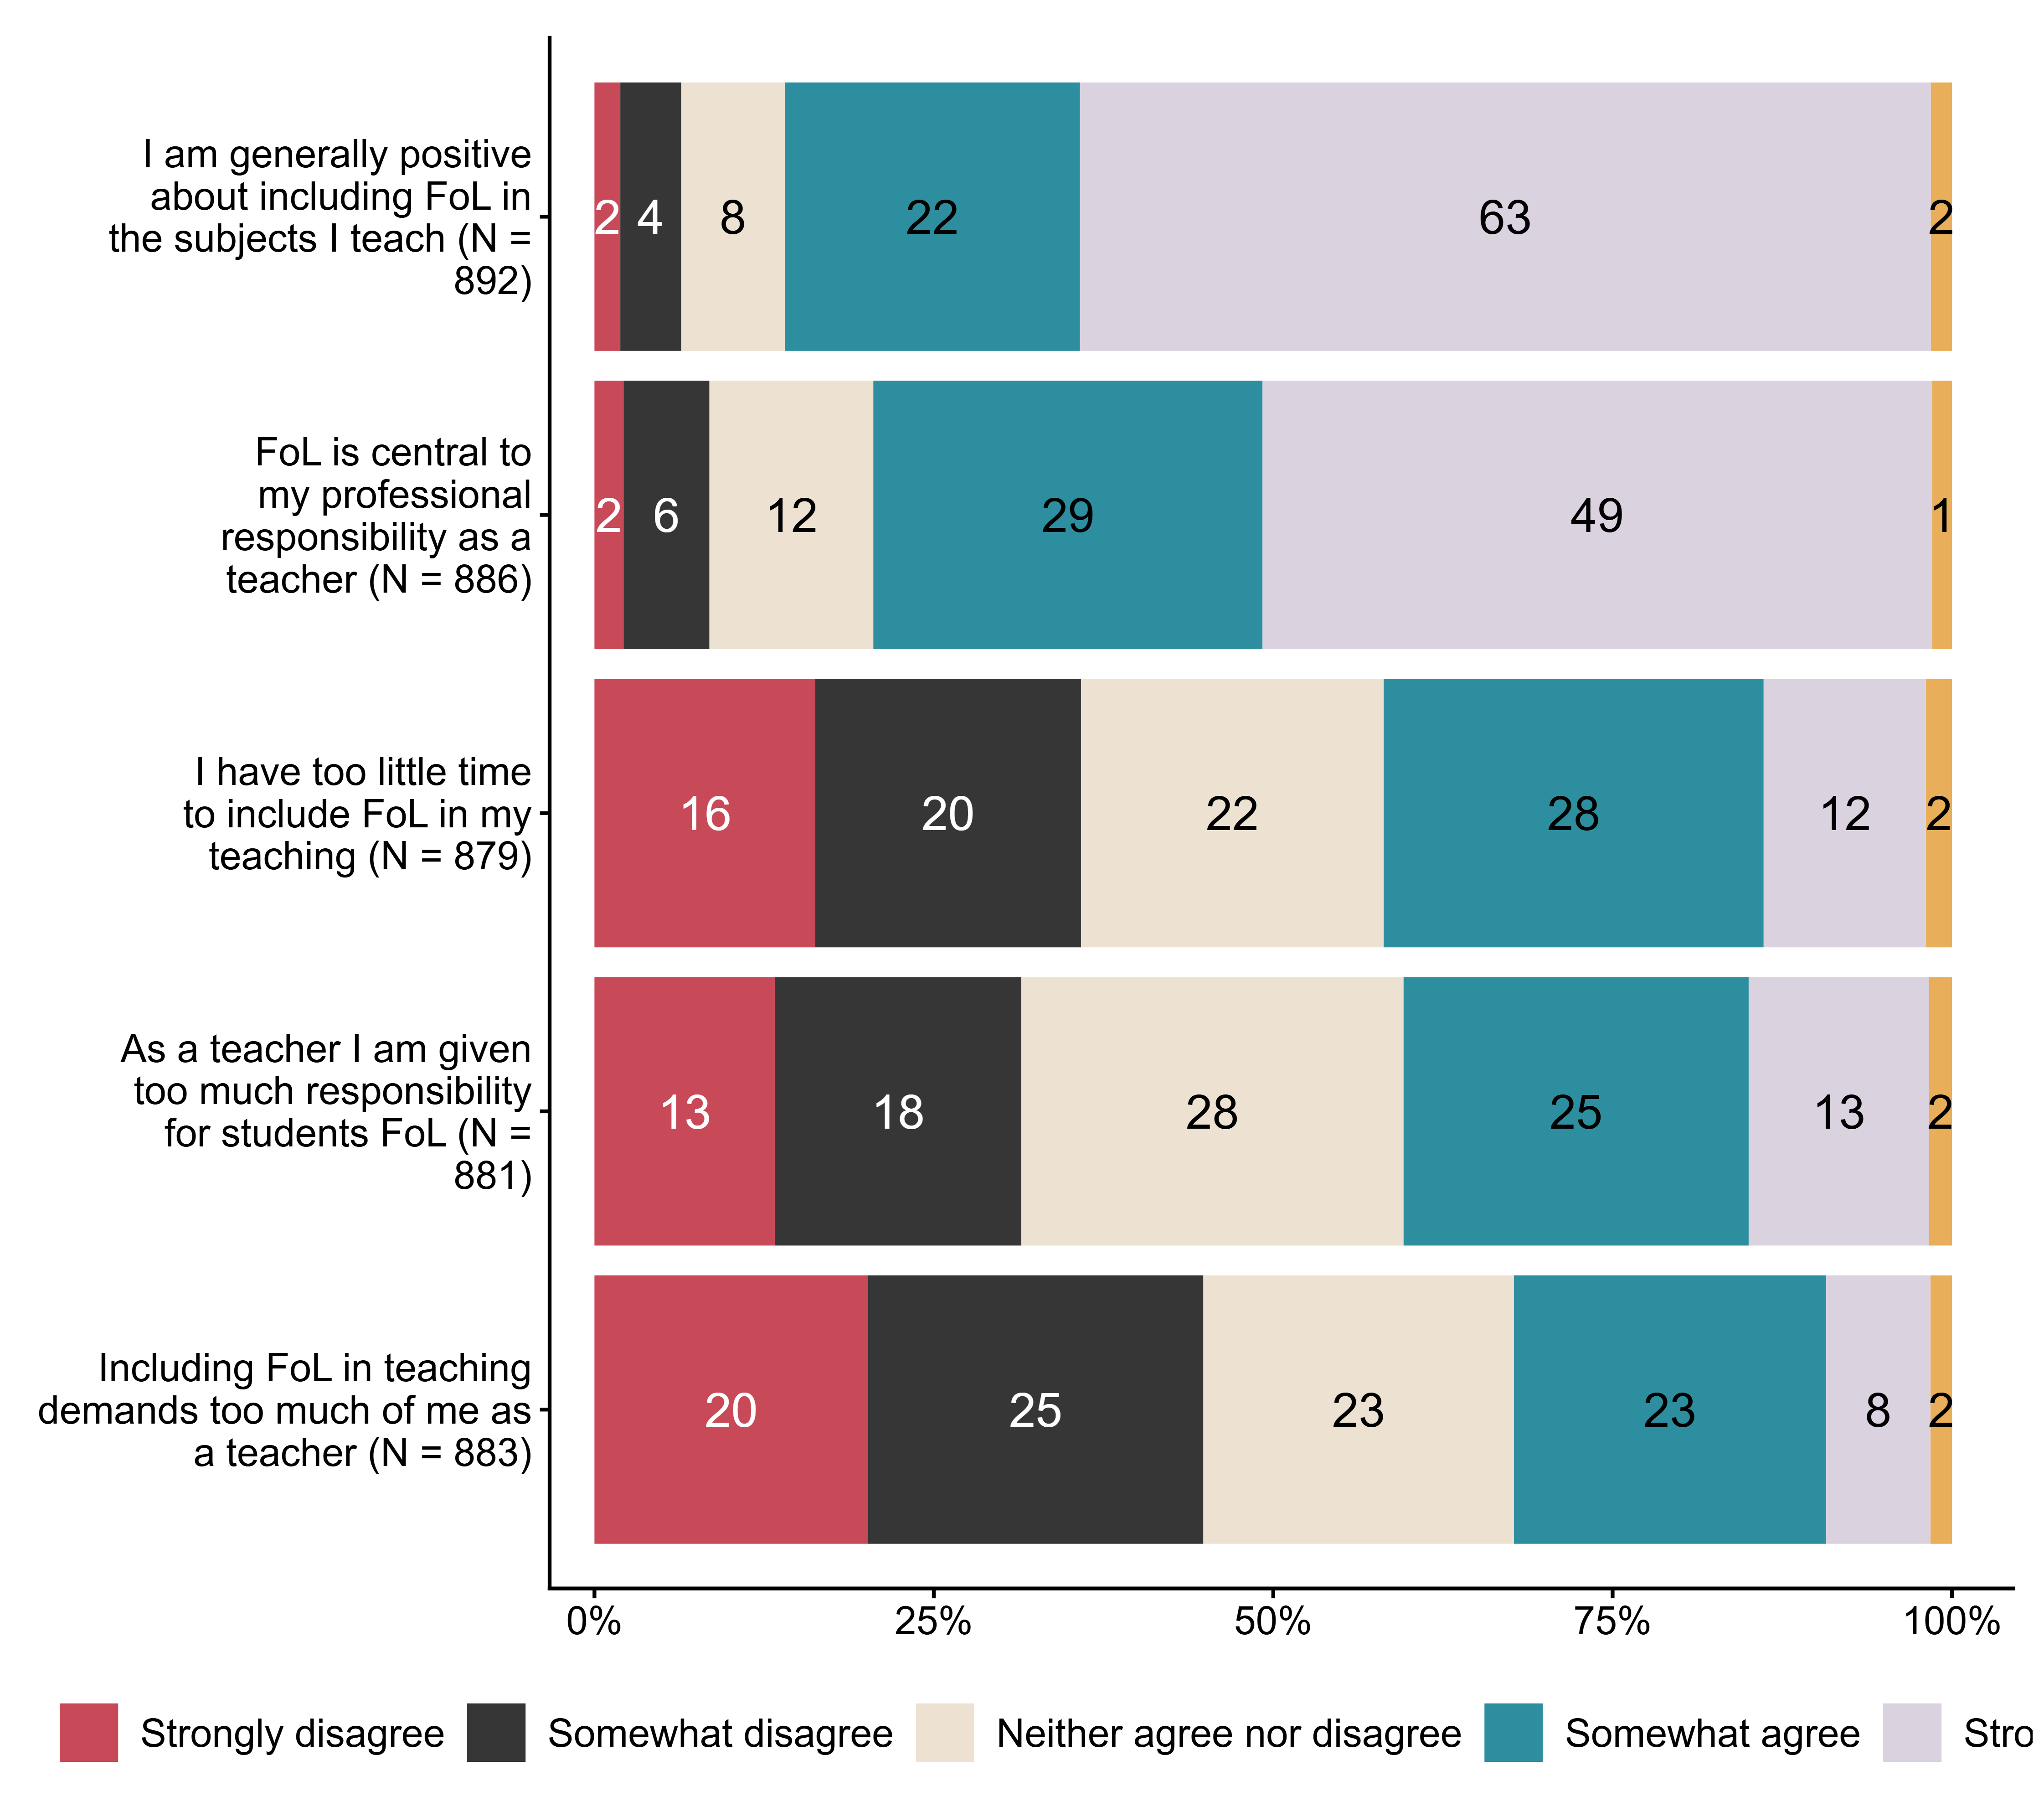 I am generally positive
about including FoL in
the subjects I teach (N =
892)
2 4 8 22 63 2
FoL is central to
my professional
responsibility as a
teacher (N = 886)
2 6 12 29 49 1
I have too little time
to include FoL in my
teaching (N = 879)
16 20 22 28 12 2
As a teacher I am given
too much responsibility
for students FoL (N =
881)
13 18 28 25 13 2
Including FoL in teaching
demands too much of me as
a teacher (N = 883)
20 25 23 23 8 2
0% 25% 50% 75% 100%
Strongly disagree Somewhat disagree Neither agree nor disagree Somewhat agree Stro